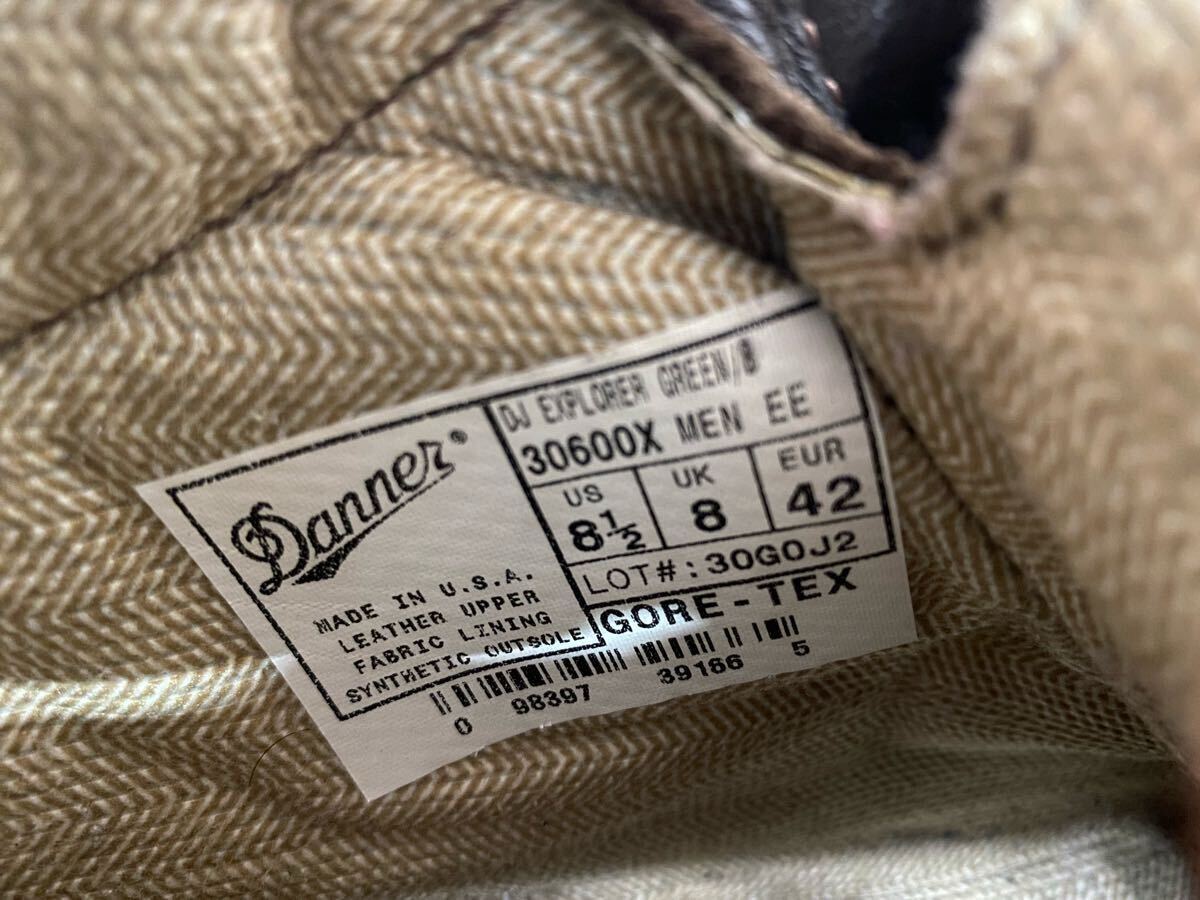 Danner®
MADE IN U.S.A.
LEATHER UPPER
FABRIC LINING
SYNTHETIC OUTSOLE
DJ EXPLORER GREEN/B
30600X MEN EE
US UK EUR
8½ 8 42
LOT#: 30G0J2
GORE-TEX
0 98397 39166 5